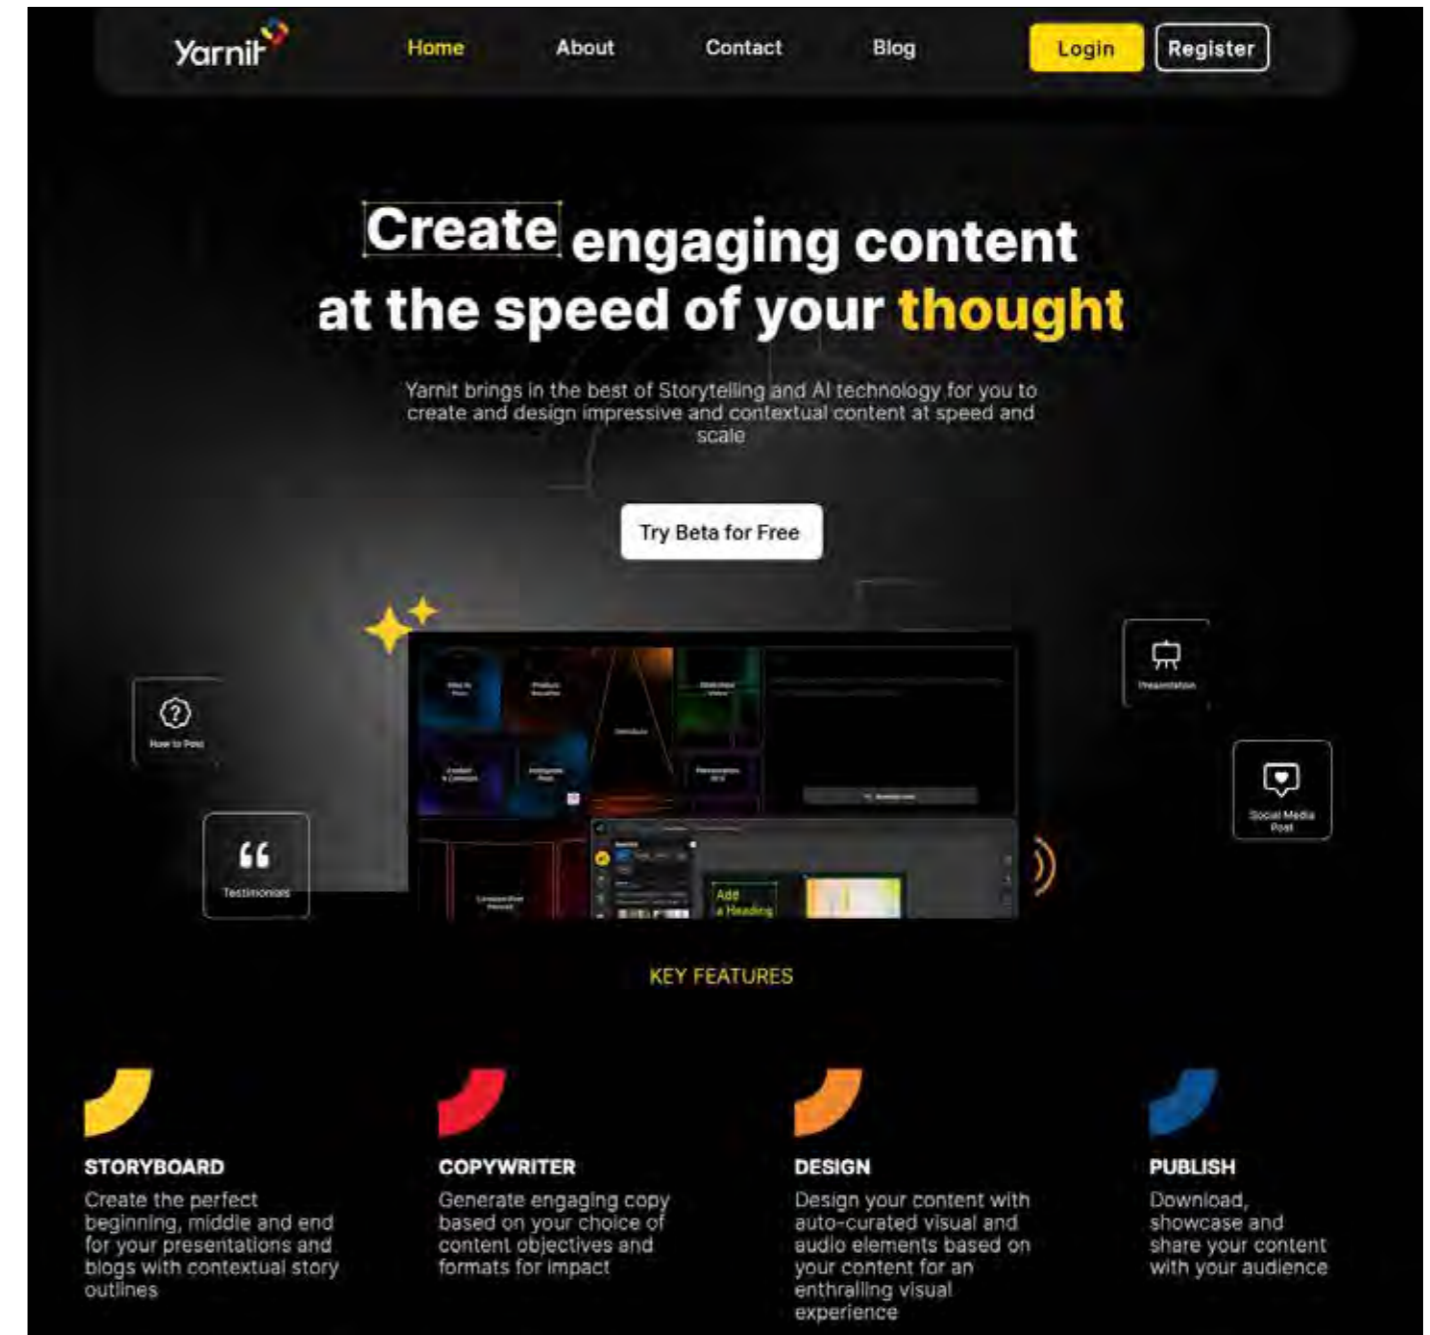 Yarnit
Home
About
Contact
Blog
Login
Register
Create engaging content
at the speed of your thought
Yarnit brings in the best of Storytelling and AI technology for you to
create and design impressive and contextual content at speed and
scale
Try Beta for Free
Presentation
How to Post
Social Media
Post
Testimonials
Add
a Heading
KEY FEATURES
STORYBOARD
Create the perfect
beginning, middle and end
for your presentations and
blogs with contextual story
outlines
COPYWRITER
Generate engaging copy
based on your choice of
content objectives and
formats for impact
DESIGN
Design your content with
auto-curated visual and
audio elements based on
your content for an
enthralling visual
experience
PUBLISH
Download,
showcase and
share your content
with your audience